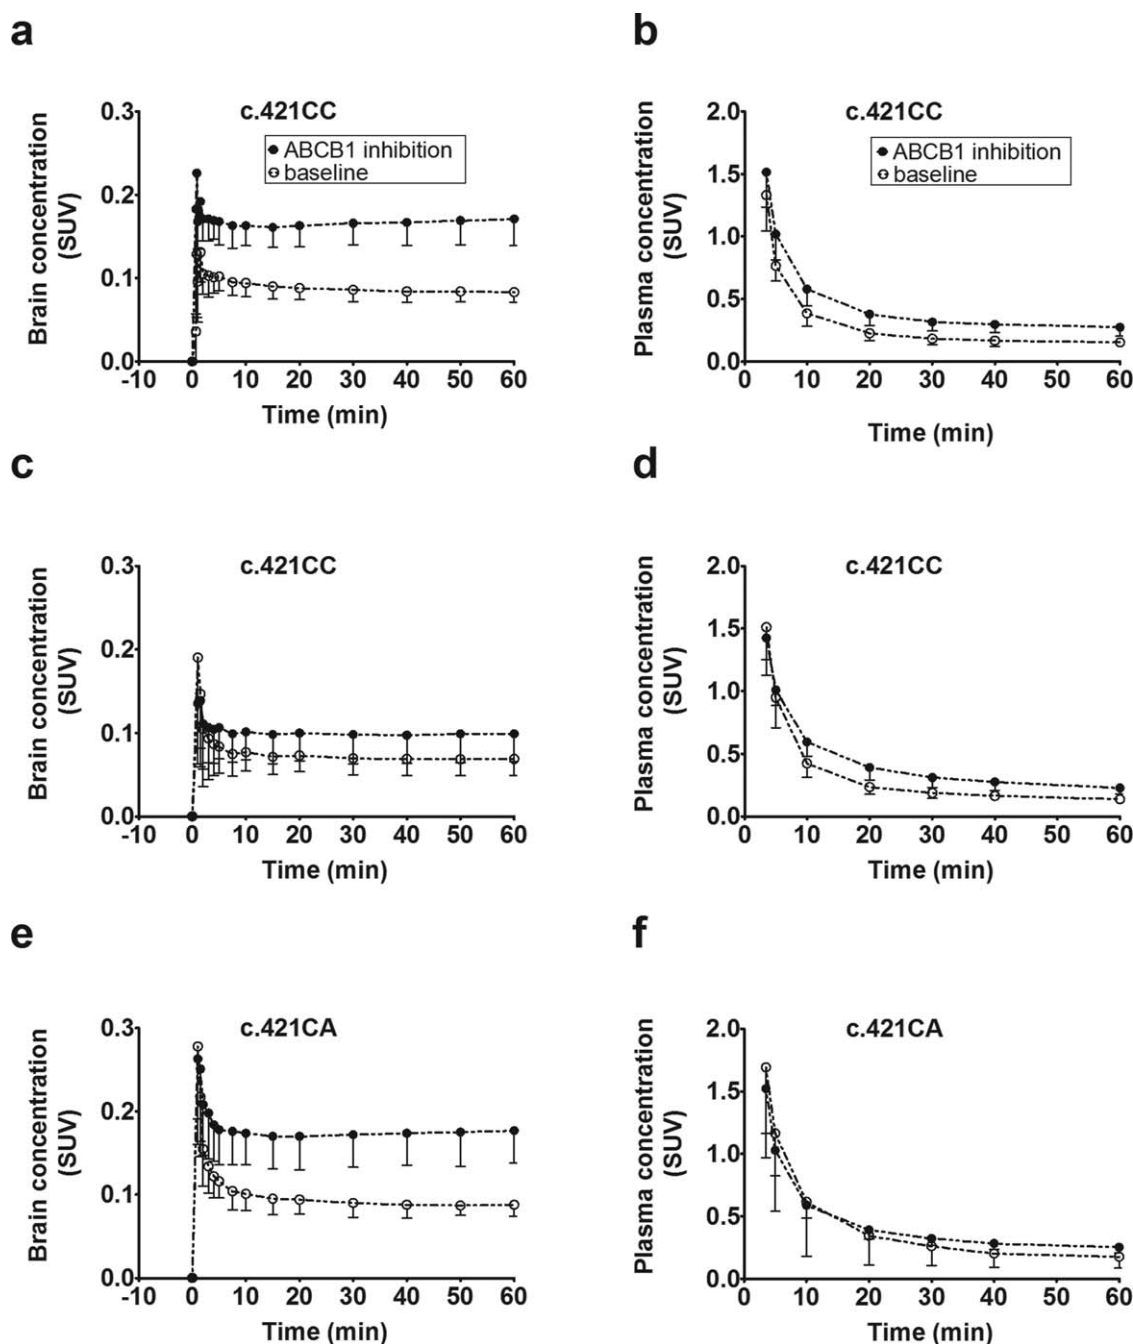 a
c.421CC
ABCB1 inhibition
baseline
Brain concentration
(SUV)
0.3
0.2
0.1
0.0
-10 0 10 20 30 40 50 60
Time (min)
b
c.421CC
ABCB1 inhibition
baseline
Plasma concentration
(SUV)
2.0
1.5
1.0
0.5
0.0
0 10 20 30 40 50 60
Time (min)
c
c.421CC
Brain concentration
(SUV)
0.3
0.2
0.1
0.0
-10 0 10 20 30 40 50 60
Time (min)
d
c.421CC
Plasma concentration
(SUV)
2.0
1.5
1.0
0.5
0.0
0 10 20 30 40 50 60
Time (min)
e
c.421CA
Brain concentration
(SUV)
0.3
0.2
0.1
0.0
-10 0 10 20 30 40 50 60
Time (min)
f
c.421CA
Plasma concentration
(SUV)
2.0
1.5
1.0
0.5
0.0
0 10 20 30 40 50 60
Time (min)